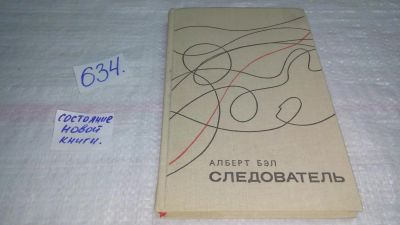 634.
СОСТОЯНИЕ
НОВОЙ
КНИГИ.
АЛБЕРТ БЭЛ
СЛЕДОВАТЕЛЬ